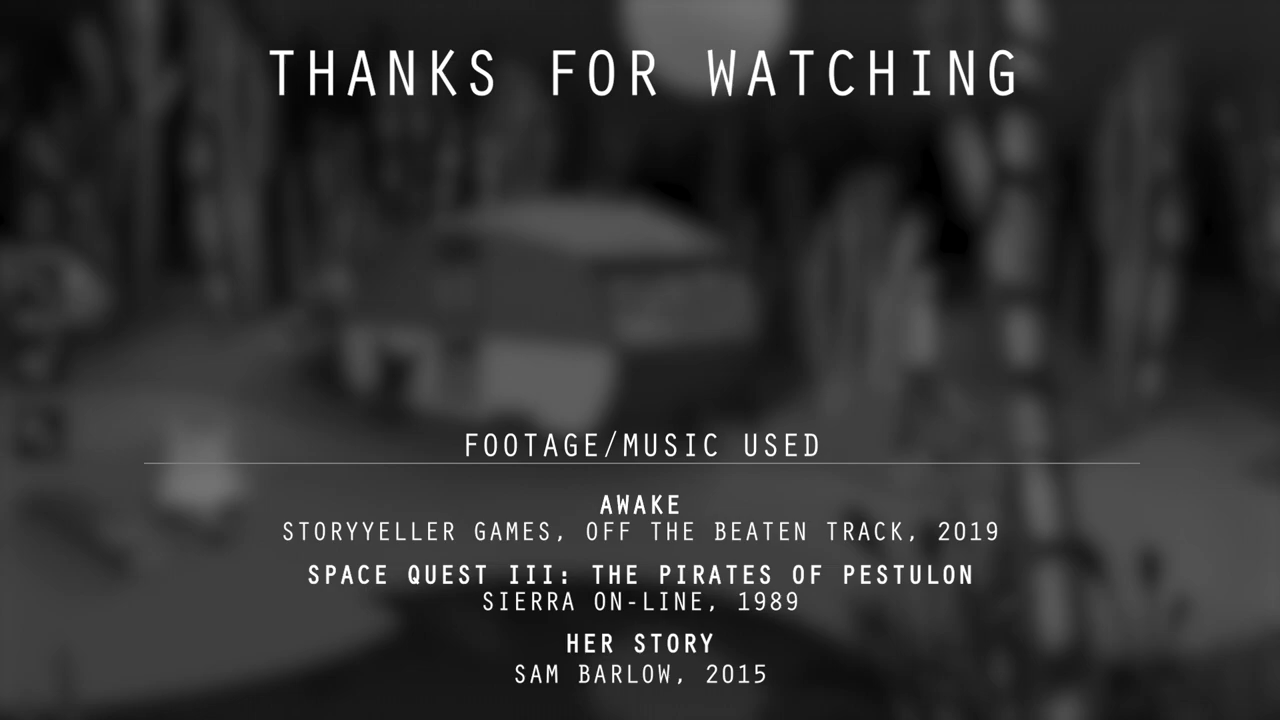 THANKS FOR WATCHING
FOOTAGE/MUSIC USED
AWAKE
STORYYELLER GAMES, OFF THE BEATEN TRACK, 2019
SPACE QUEST III: THE PIRATES OF PESTULON
SIERRA ON-LINE, 1989
HER STORY
SAM BARLOW, 2015